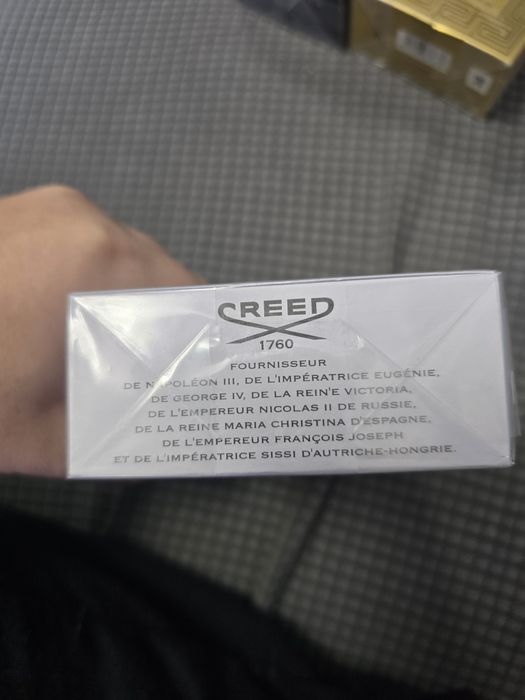 CREED
1760
FOURNISSEUR
DE NAPOLÉON III, DE L'IMPÉRATRICE EUGÉNIE,
DE GEORGE IV, DE LA REIN'E VICTORIA,
DE L'EMPEREUR NICOLAS II DE RUSSIE,
DE LA REINE MARIA CHRISTINA D'ESPAGNE,
DE L'EMPEREUR FRANÇOIS JOSEPH
ET DE L'IMPÉRATRICE SISSI D'AUTRICHE-HONGRIE.